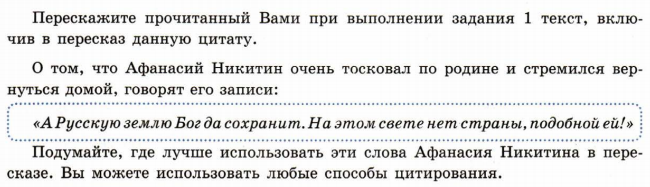 Перескажите прочитанный Вами при выполнении задания 1 текст, вклю-
чив в пересказ данную цитату.
О том, что Афанасий Никитин очень тосковал по родине и стремился вер-
нуться домой, говорят его записи:
«А Русскую землю Бог да сохранит. На этом свете нет страны, подобной ей!»
Подумайте, где лучше использовать эти слова Афанасия Никитина в пере-
сказе. Вы можете использовать любые способы цитирования.